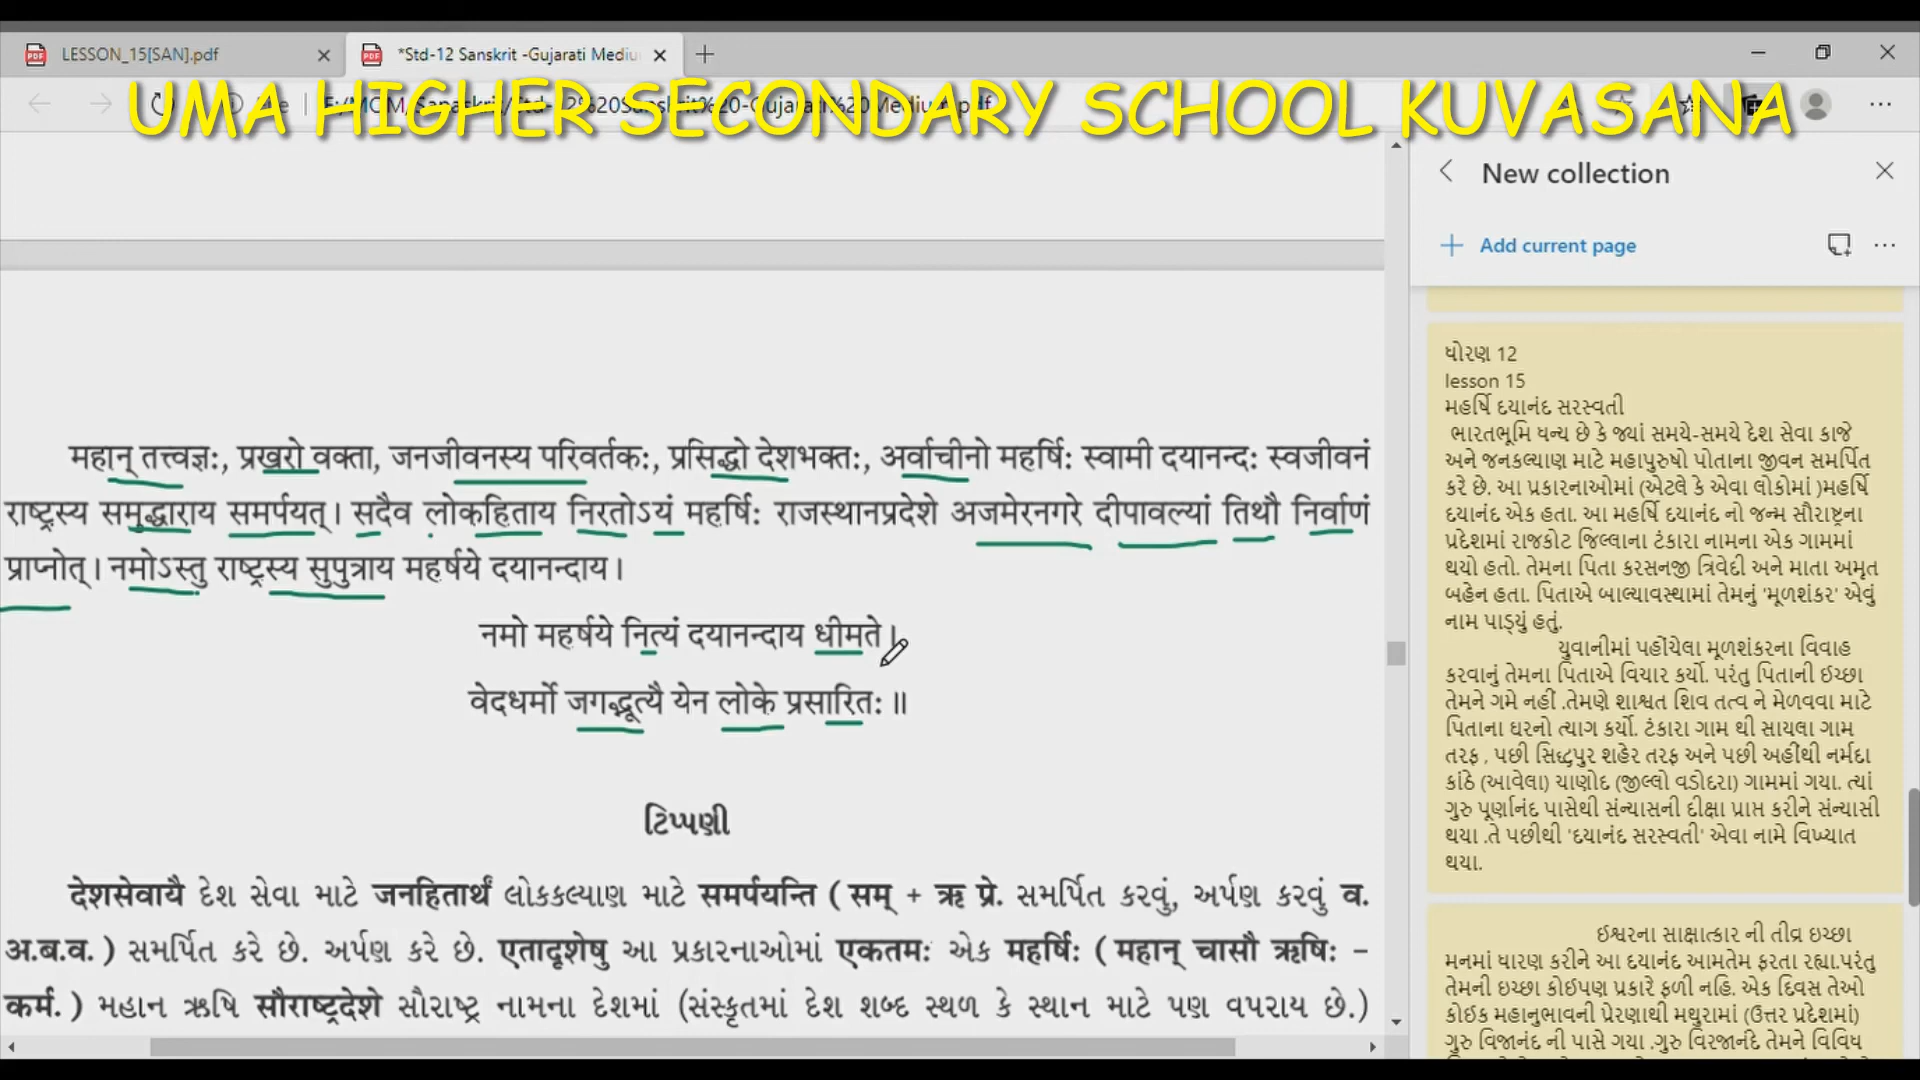 LESSON_15[SAN].pdf
*Std-12 Sanskrit -Gujarati Mediu
UMA HIGHER SECONDARY SCHOOL KUVASANA
New collection
Add current page
महान् तत्त्वज्ञः, प्रखरो वक्ता, जनजीवनस्य परिवर्तकः, प्रसिद्धो देशभक्तः, अर्वाचीनो महर्षिः स्वामी दयानन्दः स्वजीवनं
राष्ट्रस्य समुद्धाराय समर्पयत् । सदैव लोकहिताय निरतोऽयं महर्षिः राजस्थानप्रदेशे अजमेरनगरे दीपावल्यां तिथौ निर्वाणं
प्राप्नोत् । नमोऽस्तु राष्ट्रस्य सुपुत्राय महर्षये दयानन्दाय ।
नमो महर्षये नित्यं दयानन्दाय धीमते ।
वेदधर्मो जगद्भूत्यै येन लोके प्रसारितः ॥
ટિપ્પણી
देशसेवायै દેશ સેવા માટે जनहितार्थं લોકકલ્યાણ માટે समर्पयन्ति ( सम् + ऋ प्रे. સમર્પિત કરવું, અર્પણ કરવું व.
अ.ब.व. ) સમર્પિત કરે છે. અર્પણ કરે છે. एतादृशेषु આ પ્રકારનાઓમાં एकतमः એક महर्षिः ( महान् चासौ ऋषिः -
कर्म. ) મહાન ઋષિ सौराष्ट्रदेशे સૌરાષ્ટ્ર નામના દેશમાં (સંસ્કૃતમાં દેશ શબ્દ સ્થળ કે સ્થાન માટે પણ વપરાય છે.)
ધોરણ 12
lesson 15
મહર્ષિ દયાનંદ સરસ્વતી
ભારતભૂમિ ધન્ય છે કે જ્યાં સમયે-સમયે દેશ સેવા કાજે
અને જનકલ્યાણ માટે મહાપુરુષો પોતાના જીવન સમર્પિત
કરે છે. આ પ્રકારનાઓમાં (એટલે કે એવા લોકોમાં )મહર્ષિ
દયાનંદ એક હતા. આ મહર્ષિ દયાનંદ નો જન્મ સૌરાષ્ટ્રના
પ્રદેશમાં રાજકોટ જિલ્લાના ટંકારા નામના એક ગામમાં
થયો હતો. તેમના પિતા કરસનજી ત્રિવેદી અને માતા અમૃત
બહેન હતા. પિતાએ બાલ્યાવસ્થામાં તેમનું 'મૂળશંકર' એવું
નામ પાડ્યું હતું.
યુવાનીમાં પહોંચેલા મૂળશંકરના વિવાહ
કરવાનું તેમના પિતાએ વિચાર કર્યો. પરંતુ પિતાની ઈચ્છા
તેમને ગમે નહીં .તેમણે શાશ્વત શિવ તત્વ ને મેળવવા માટે
પિતાના ઘરનો ત્યાગ કર્યો. ટંકારા ગામ થી સાયલા ગામ
તરફ , પછી સિદ્ધપુર શહેર તરફ અને પછી અહીંથી નર્મદા
કાંઠે (આવેલા) ચાણોદ (જીલ્લો વડોદરા) ગામમાં ગયા. ત્યાં
ગુરુ પૂર્ણાનંદ પાસેથી સંન્યાસની દીક્ષા પ્રાપ્ત કરીને સંન્યાસી
થયા .તે પછીથી 'દયાનંદ સરસ્વતી' એવા નામે વિખ્યાત
થયા.
ઈશ્વરના સાક્ષાત્કાર ની તીવ્ર ઇચ્છા
મનમાં ધારણ કરીને આ દયાનંદ આમતેમ ફરતા રહ્યા.પરંતુ
તેમની ઇચ્છા કોઈપણ પ્રકારે ફળી નહિ. એક દિવસ તેઓ
કોઈક મહાનુભાવની પ્રેરણાથી મથુરામાં (ઉત્તર પ્રદેશમાં)
ગુરુ વિજાનંદ ની પાસે ગયા .ગુરુ વિરજાનંદે તેમને વિવિધ